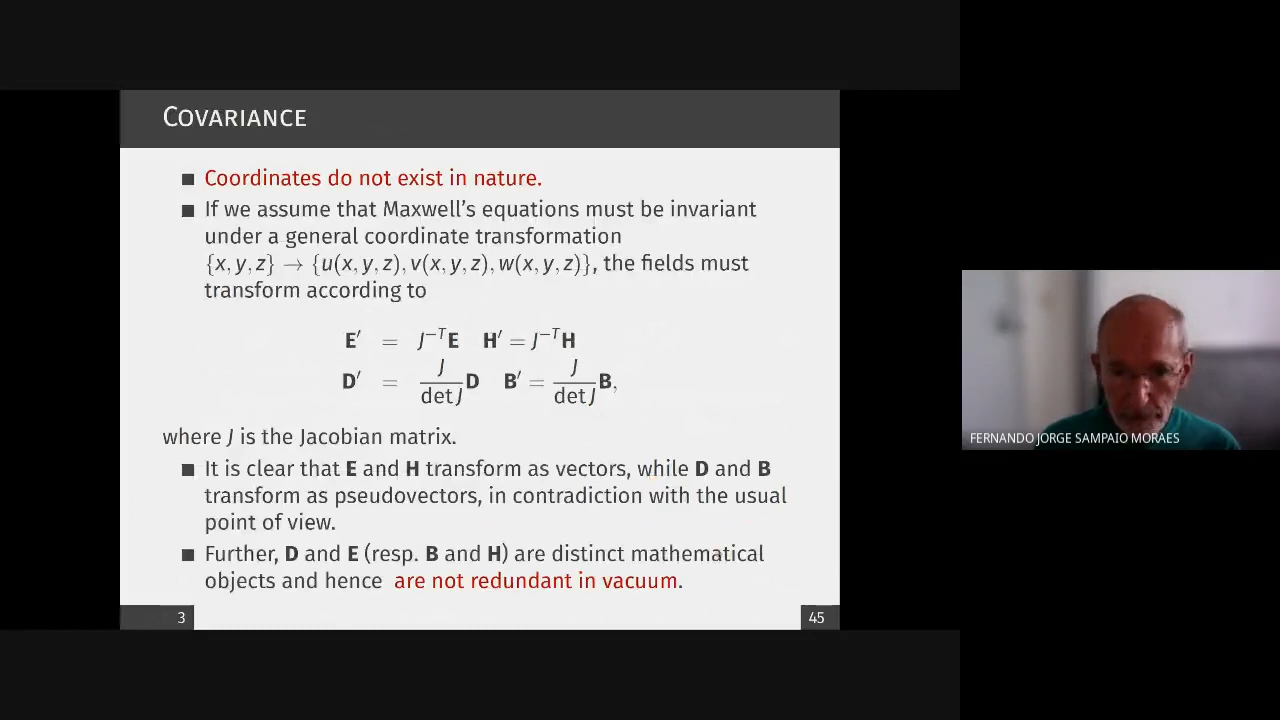 COVARIANCE
■ Coordinates do not exist in nature.
■ If we assume that Maxwell's equations must be invariant
under a general coordinate transformation
{x, y, z} → {u(x, y, z), v(x, y, z), w(x, y, z)}, the fields must
transform according to
E′ = J⁻ᵀE H′ = J⁻ᵀH
D′ = J/det J D B′ = J/det J B,
where J is the Jacobian matrix.
■ It is clear that E and H transform as vectors, while D and B
transform as pseudovectors, in contradiction with the usual
point of view.
■ Further, D and E (resp. B and H) are distinct mathematical
objects and hence are not redundant in vacuum.
3
45
FERNANDO JORGE SAMPAIO MORAES